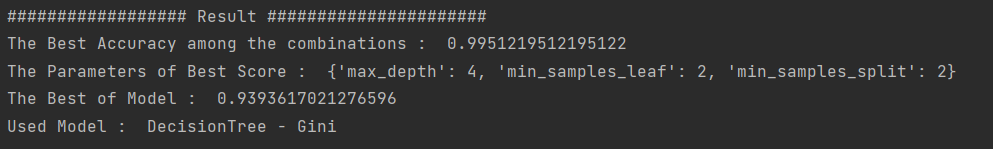 ################## Result ######################
The Best Accuracy among the combinations :  0.9951219512195122
The Parameters of Best Score :  {'max_depth': 4, 'min_samples_leaf': 2, 'min_samples_split': 2}
The Best of Model :  0.9393617021276596
Used Model :  DecisionTree - Gini